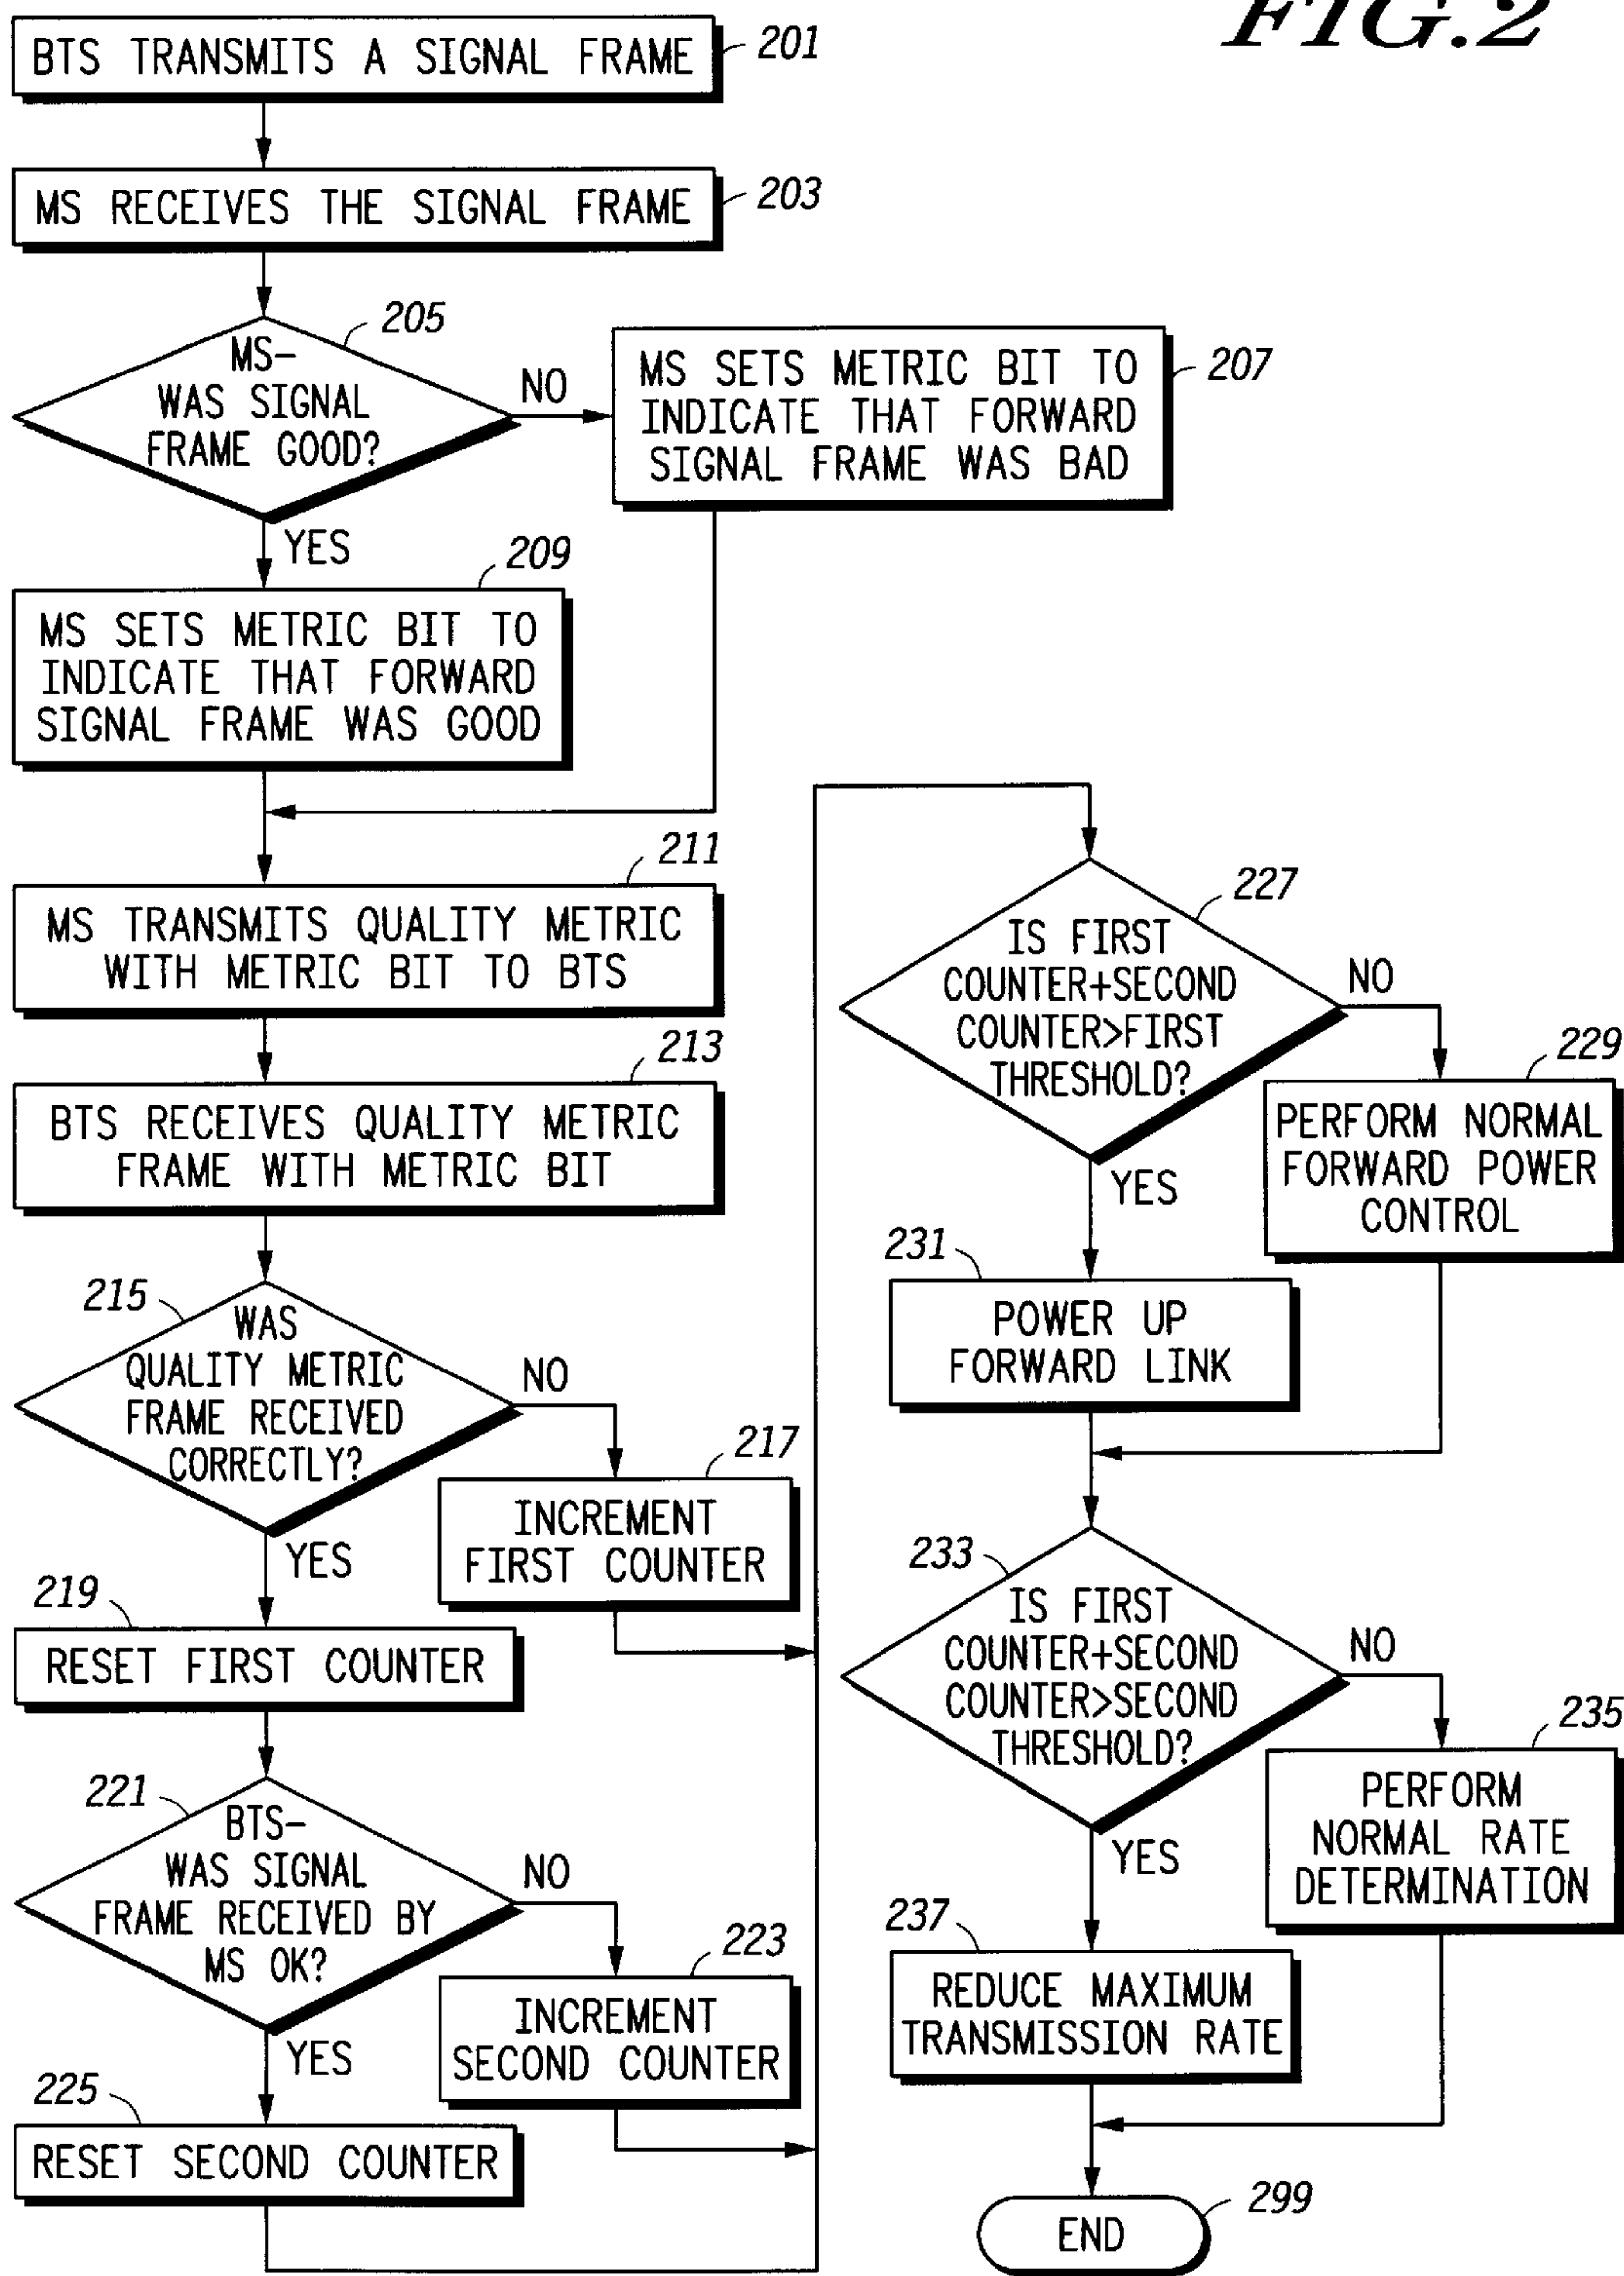 FIG.2
BTS TRANSMITS A SIGNAL FRAME
201
MS RECEIVES THE SIGNAL FRAME
203
205
MS-
WAS SIGNAL
FRAME GOOD?
NO
MS SETS METRIC BIT TO
INDICATE THAT FORWARD
SIGNAL FRAME WAS BAD
207
YES
209
MS SETS METRIC BIT TO
INDICATE THAT FORWARD
SIGNAL FRAME WAS GOOD
211
MS TRANSMITS QUALITY METRIC
WITH METRIC BIT TO BTS
213
BTS RECEIVES QUALITY METRIC
FRAME WITH METRIC BIT
215
WAS
QUALITY METRIC
FRAME RECEIVED
CORRECTLY?
NO
217
INCREMENT
FIRST COUNTER
YES
219
RESET FIRST COUNTER
221
BTS-
WAS SIGNAL
FRAME RECEIVED BY
MS OK?
NO
223
INCREMENT
SECOND COUNTER
YES
225
RESET SECOND COUNTER
227
IS FIRST
COUNTER+SECOND
COUNTER>FIRST
THRESHOLD?
NO
229
PERFORM NORMAL
FORWARD POWER
CONTROL
YES
231
POWER UP
FORWARD LINK
233
IS FIRST
COUNTER+SECOND
COUNTER>SECOND
THRESHOLD?
NO
235
PERFORM
NORMAL RATE
DETERMINATION
YES
237
REDUCE MAXIMUM
TRANSMISSION RATE
END
299